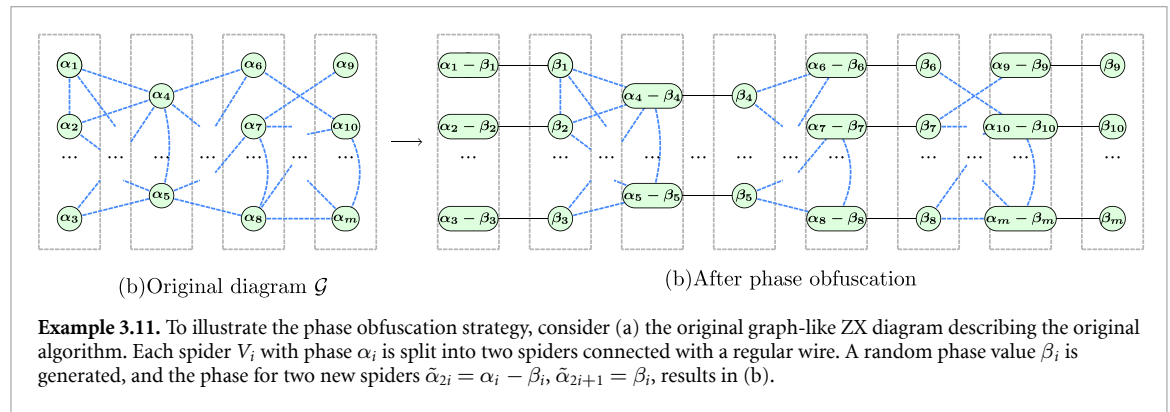 α₁ α₆ α₉ α₁ − β₁ β₁ α₆ − β₆ β₆ α₉ − β₉ β₉
α₄ α₄ − β₄ β₄
α₂ α₇ α₁₀ α₂ − β₂ β₂ α₇ − β₇ β₇ α₁₀ − β₁₀ β₁₀
... ... ... ... ... ... ... ... ... ... ... ... ... ... ...
α₅ α₅ − β₅ β₅
α₃ α₈ αₘ α₃ − β₃ β₃ α₈ − β₈ β₈ αₘ − βₘ βₘ
(b)Original diagram 𝒢 (b)After phase obfuscation
Example 3.11. To illustrate the phase obfuscation strategy, consider (a) the original graph-like ZX diagram describing the original
algorithm. Each spider Vᵢ with phase αᵢ is split into two spiders connected with a regular wire. A random phase value βᵢ is
generated, and the phase for two new spiders α̃₂ᵢ = αᵢ − βᵢ, α̃₂ᵢ₊₁ = βᵢ, results in (b).